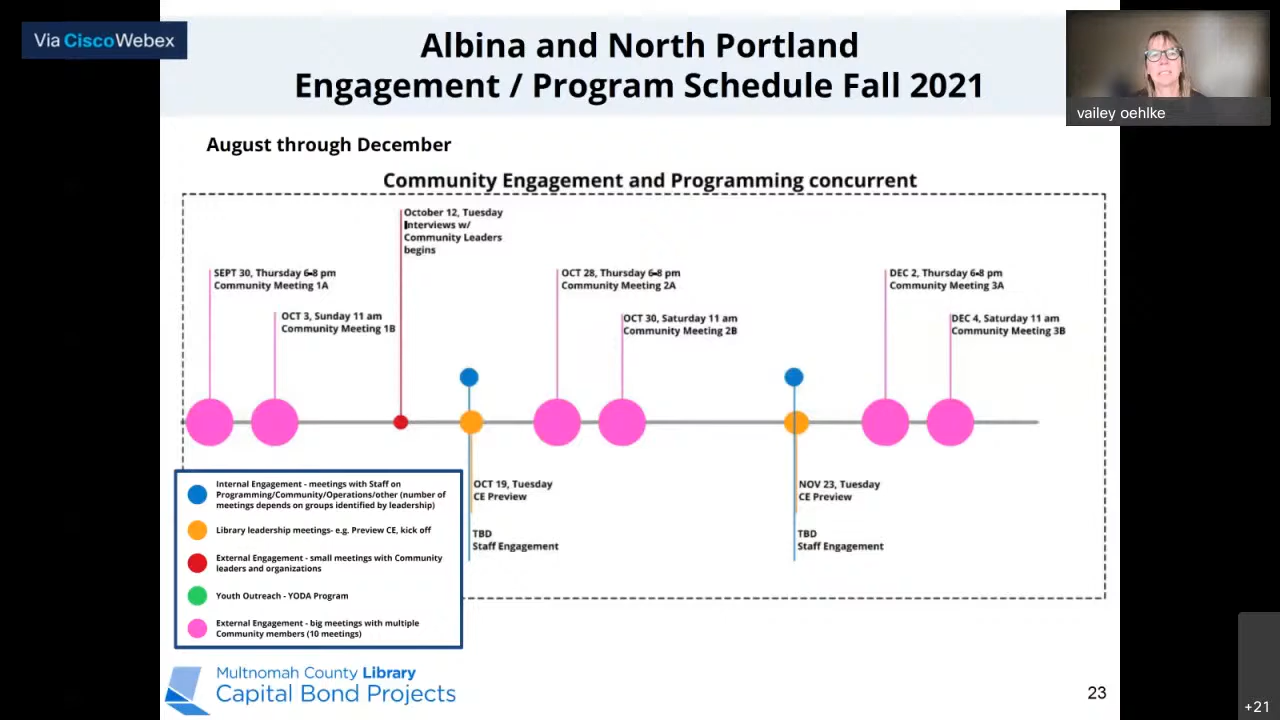 Via CiscoWebex
Albina and North Portland
Engagement / Program Schedule Fall 2021
vailey oehlke
August through December
Community Engagement and Programming concurrent
October 12, Tuesday
Interviews w/
Community Leaders
begins
SEPT 30, Thursday 6-8 pm
Community Meeting 1A
OCT 3, Sunday 11 am
Community Meeting 1B
OCT 28, Thursday 6-8 pm
Community Meeting 2A
OCT 30, Saturday 11 am
Community Meeting 2B
DEC 2, Thursday 6-8 pm
Community Meeting 3A
DEC 4, Saturday 11 am
Community Meeting 3B
OCT 19, Tuesday
CE Preview
TBD
Staff Engagement
NOV 23, Tuesday
CE Preview
TBD
Staff Engagement
Internal Engagement - meetings with Staff on
Programming/Community/Operations/other (number of
meetings depends on groups identified by leadership)
Library leadership meetings- e.g. Preview CE, kick off
External Engagement - small meetings with Community
leaders and organizations
Youth Outreach - YODA Program
External Engagement - big meetings with multiple
Community members (10 meetings)
Multnomah County Library
Capital Bond Projects
23
+21